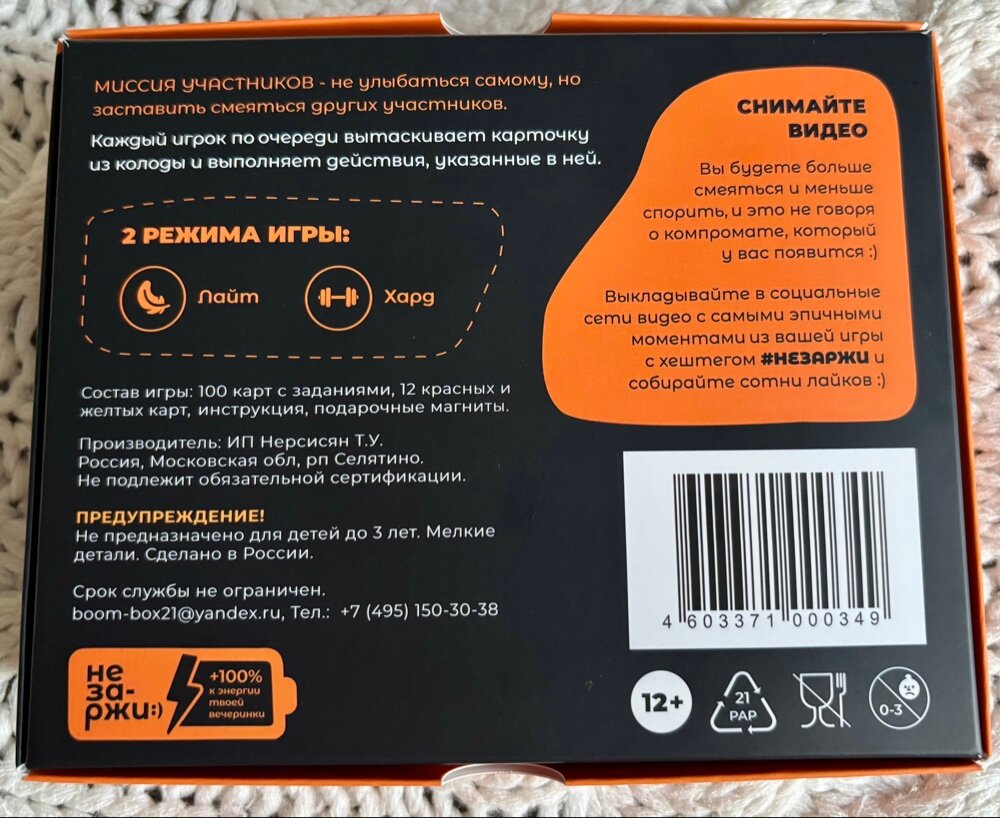 МИССИЯ УЧАСТНИКОВ - не улыбаться самому, но
заставить смеяться других участников.
Каждый игрок по очереди вытаскивает карточку
из колоды и выполняет действия, указанные в ней.
2 РЕЖИМА ИГРЫ:
Лайт
Хард
СНИМАЙТЕ
ВИДЕО
Вы будете больше
смеяться и меньше
спорить, и это не говоря
о компромате, который
у вас появится :)
Выкладывайте в социальные
сети видео с самыми эпичными
моментами из вашей игры
с хештегом #НЕЗАРЖИ и
собирайте сотни лайков :)
Состав игры: 100 карт с заданиями, 12 красных и
желтых карт, инструкция, подарочные магниты.
Производитель: ИП Нерсисян Т.У.
Россия, Московская обл, рп Селятино.
Не подлежит обязательной сертификации.
ПРЕДУПРЕЖДЕНИЕ!
Не предназначено для детей до 3 лет. Мелкие
детали. Сделано в России.
Срок службы не ограничен.
boom-box21@yandex.ru, Тел.: +7 (495) 150-30-38
4 603371 000349
не
за-
ржи:)
+100%
к энергии
твоей
вечеринки
12+
21
PAP
0-3